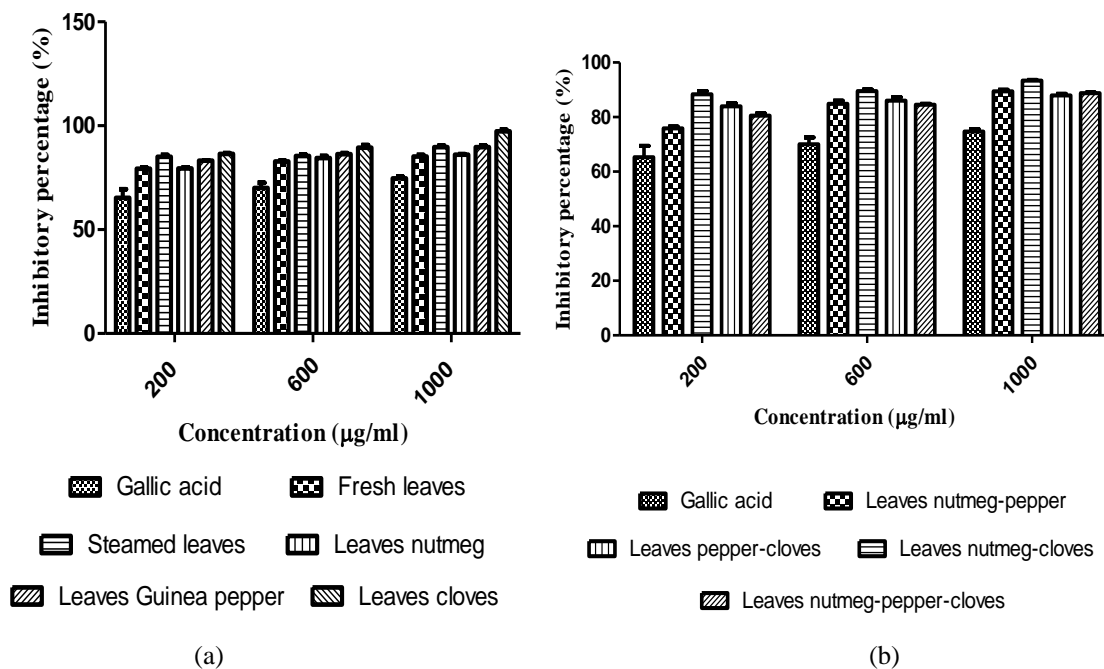 150
100
50
0
Inhibitory percentage (%)
200
600
1000
Concentration (µg/ml)
Gallic acid
Fresh leaves
Steamed leaves
Leaves nutmeg
Leaves Guinea pepper
Leaves cloves
(a)
100
80
60
40
20
0
Inhibitory percentage (%)
200
600
1000
Concentration (µg/ml)
Gallic acid
Leaves nutmeg-pepper
Leaves pepper-cloves
Leaves nutmeg-cloves
Leaves nutmeg-pepper-cloves
(b)